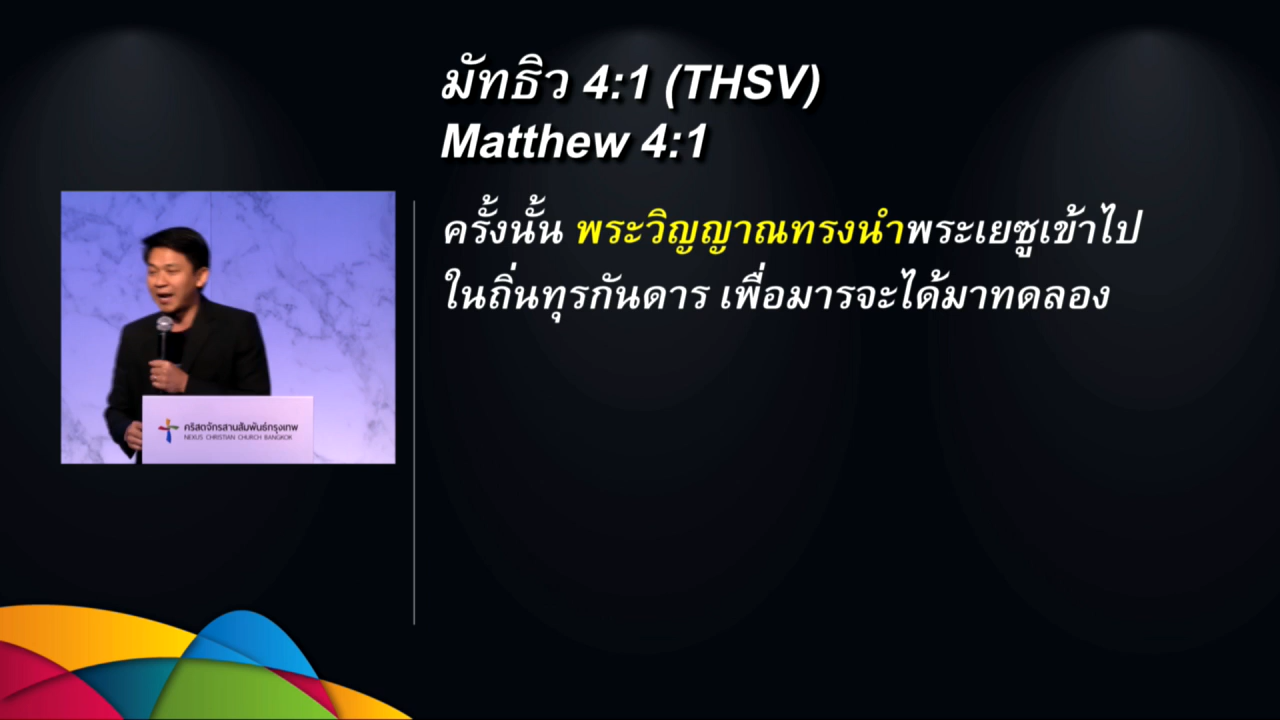 มัทธิว 4:1 (THSV)
Matthew 4:1
ครั้งนั้น พระวิญญาณทรงนำพระเยซูเข้าไป
ในถิ่นทุรกันดาร เพื่อมารจะได้มาทดลอง
คริสตจักรสานสัมพันธ์กรุงเทพ
NEXUS CHRISTIAN CHURCH BANGKOK